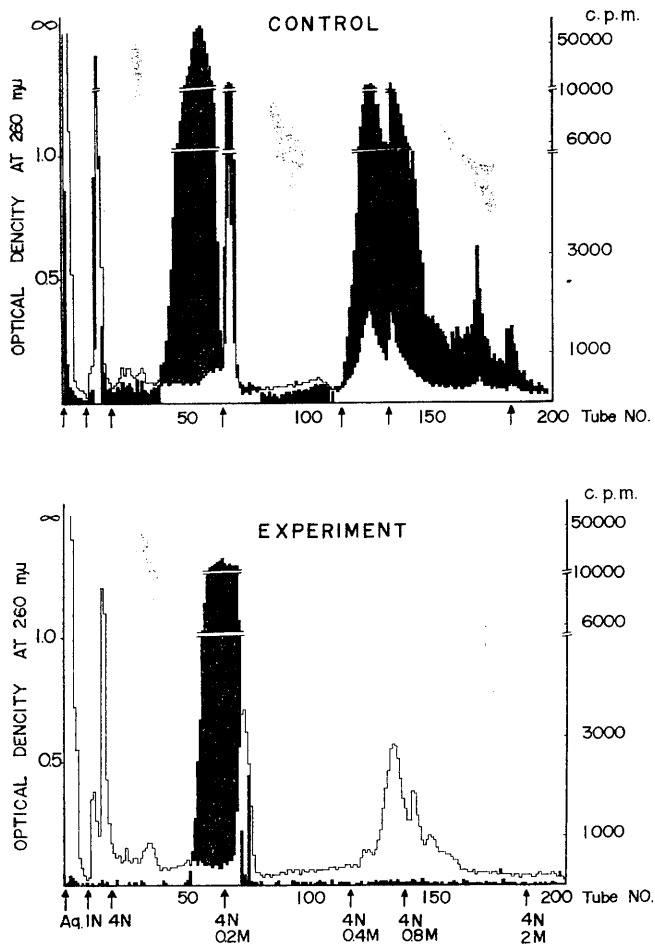 CONTROL
c. p.m.
OPTICAL DENCITY AT 260 mμ
∞
1.0
0.5
50000
10000
6000
3000
1000
50
100
150
200
Tube NO.
EXPERIMENT
c. p.m.
OPTICAL DENCITY AT 260 mμ
∞
1.0
0.5
50000
10000
6000
3000
1000
50
100
150
200
Tube NO.
Aq. 1N 4N
4N
0.2M
4N
0.4M
4N
0.8M
4N
2M